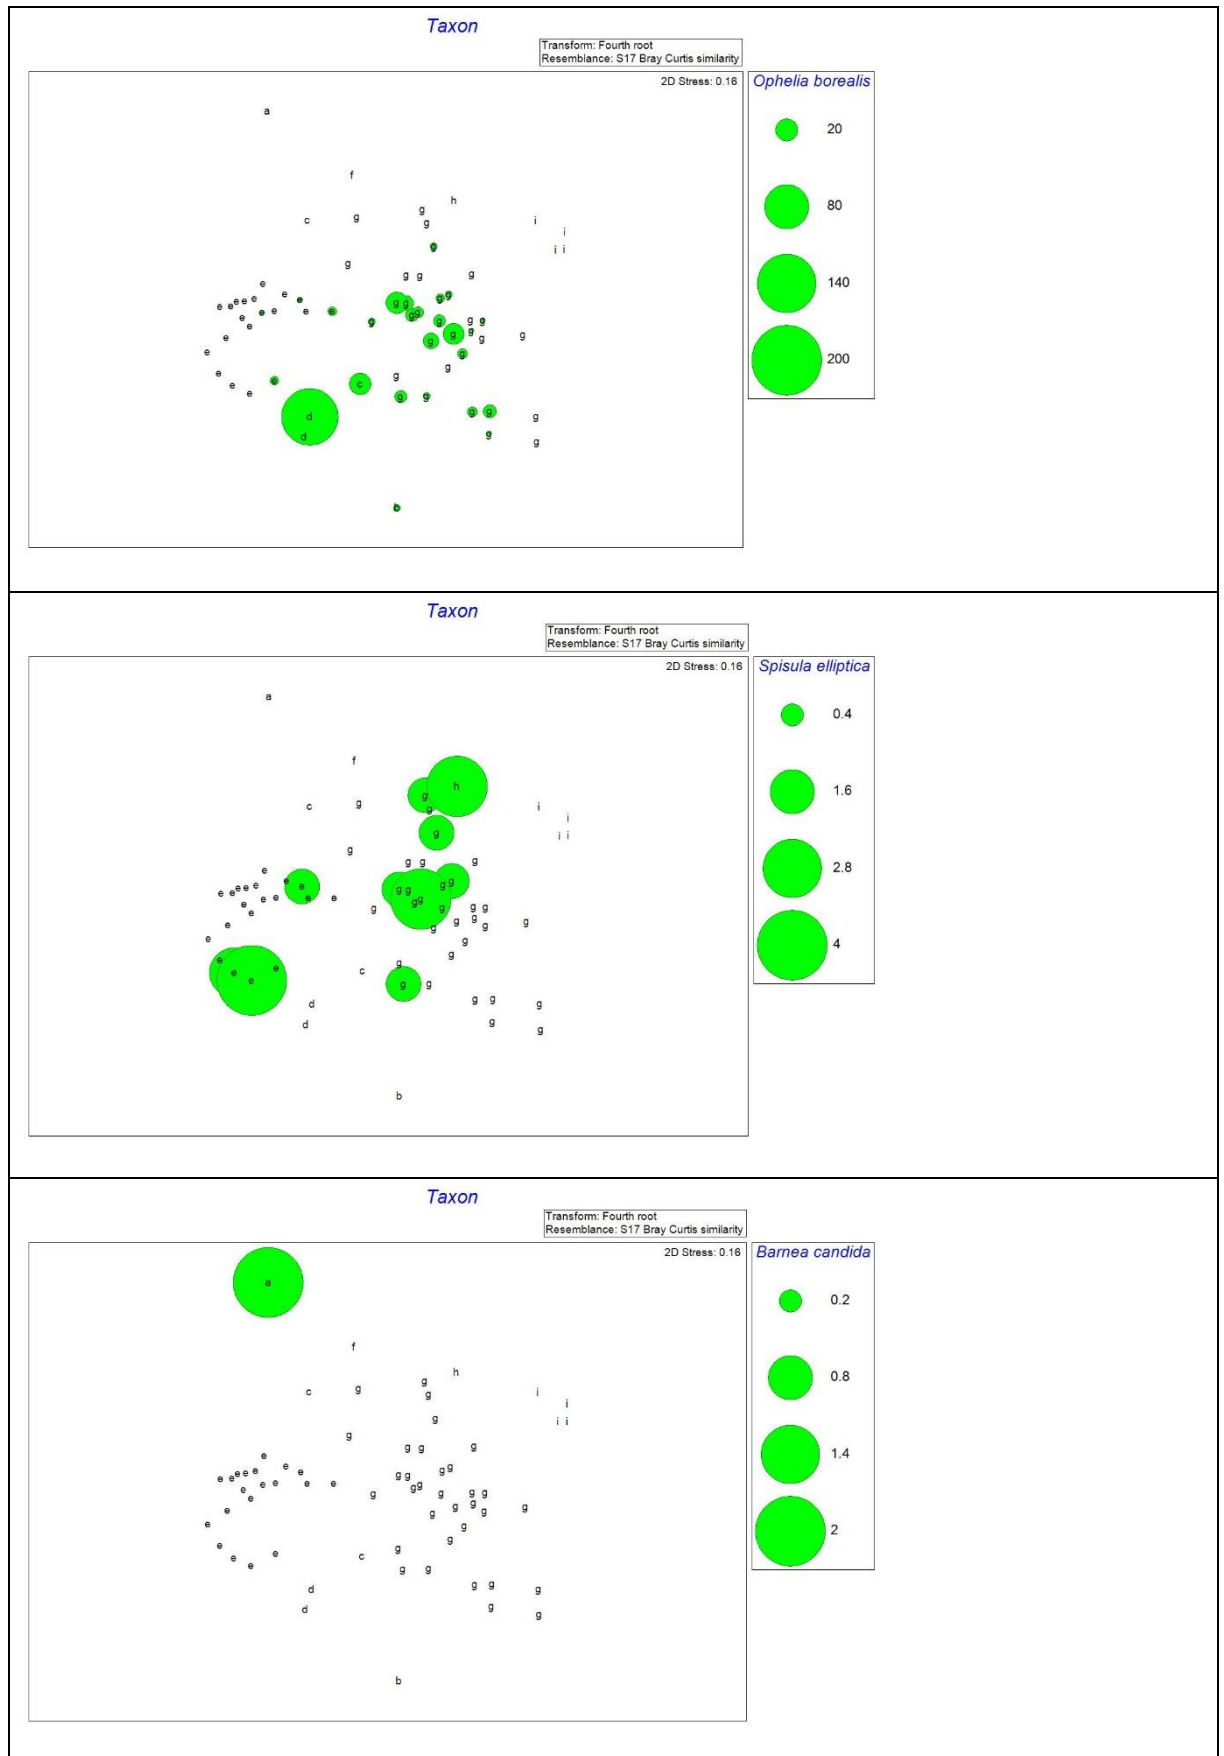 Taxon
Transform: Fourth root
Resemblance: S17 Bray Curtis similarity
2D Stress: 0.16
Ophelia borealis
20
80
140
200
a
f
h
c g g g i
i
g i i
g
g g g
e
e e e e e e e
e e e e g g g g g
e e g g g g g g g
e g g g g g
e g
e g g
e e c
e g g
d g g g
d g g
b
Taxon
Transform: Fourth root
Resemblance: S17 Bray Curtis similarity
2D Stress: 0.16
Spisula elliptica
0.4
1.6
2.8
4
a
f
h
c g g g i
i
g i i
g
g g g
e
e e e e e e e
e e e e g g g g g
e e g g g g g g g
e g g g g g
e g
e g g
e e c
e g g
d g g g
d g g
b
Taxon
Transform: Fourth root
Resemblance: S17 Bray Curtis similarity
2D Stress: 0.16
Barnea candida
0.2
0.8
1.4
2
a
f
h
c g g g i
i
g i i
g
g g g
e
e e e e e e e
e e e e g g g g g
e e g g g g g g g
e g g g g g
e g
e g g
e e c
e g g
d g g g
d g g
b